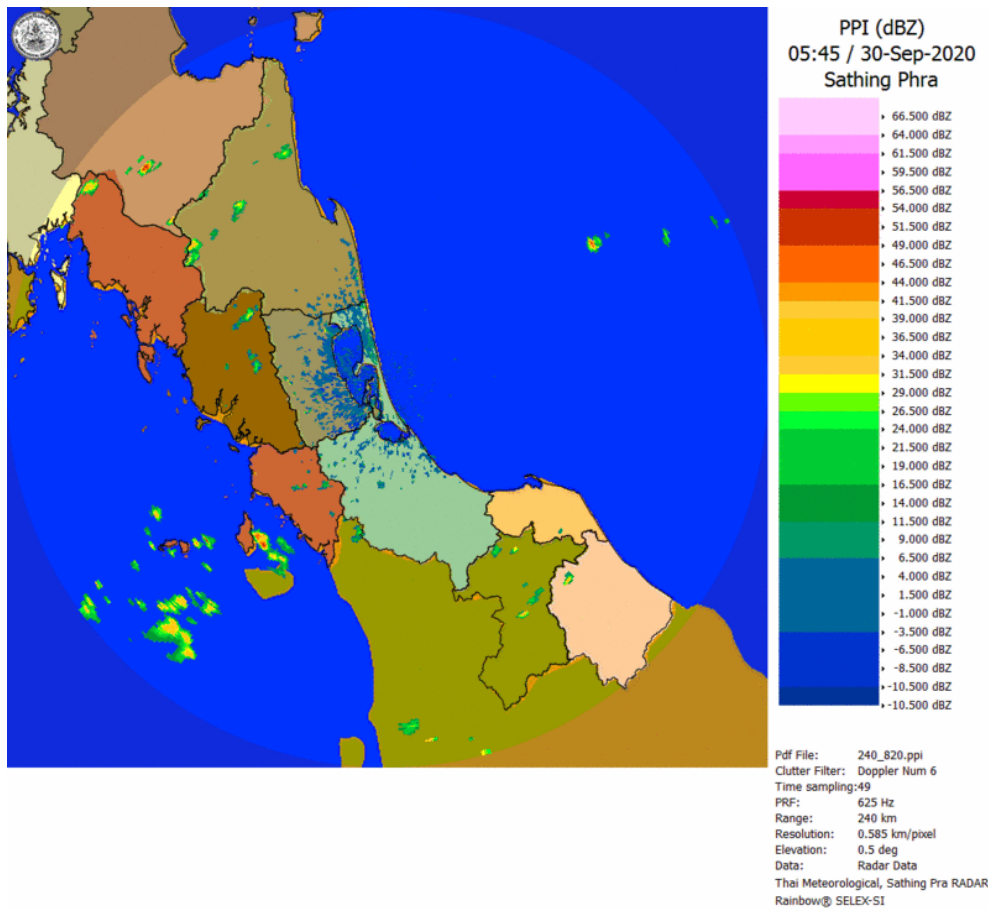 PPI (dBZ)
05:45 / 30-Sep-2020
Sathing Phra
66.500 dBZ
64.000 dBZ
61.500 dBZ
59.500 dBZ
56.500 dBZ
54.000 dBZ
51.500 dBZ
49.000 dBZ
46.500 dBZ
44.000 dBZ
41.500 dBZ
39.000 dBZ
36.500 dBZ
34.000 dBZ
31.500 dBZ
29.000 dBZ
26.500 dBZ
24.000 dBZ
21.500 dBZ
19.000 dBZ
16.500 dBZ
14.000 dBZ
11.500 dBZ
9.000 dBZ
6.500 dBZ
4.000 dBZ
1.500 dBZ
-1.000 dBZ
-3.500 dBZ
-6.500 dBZ
-8.500 dBZ
-10.500 dBZ
-10.500 dBZ
Pdf File: 240_820.ppi
Clutter Filter: Doppler Num 6
Time sampling:49
PRF: 625 Hz
Range: 240 km
Resolution: 0.585 km/pixel
Elevation: 0.5 deg
Data: Radar Data
Thai Meteorological, Sathing Pra RADAR
Rainbow® SELEX-SI